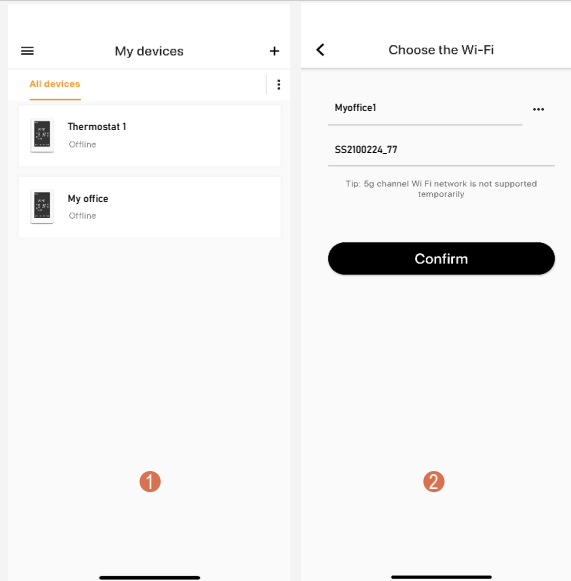 My devices
All devices
Thermostat 1
Offline
My office
Offline
1
Choose the Wi-Fi
Myoffice1
SS2100224_77
Tip: 5g channel Wi Fi network is not supported
temporarily
Confirm
2